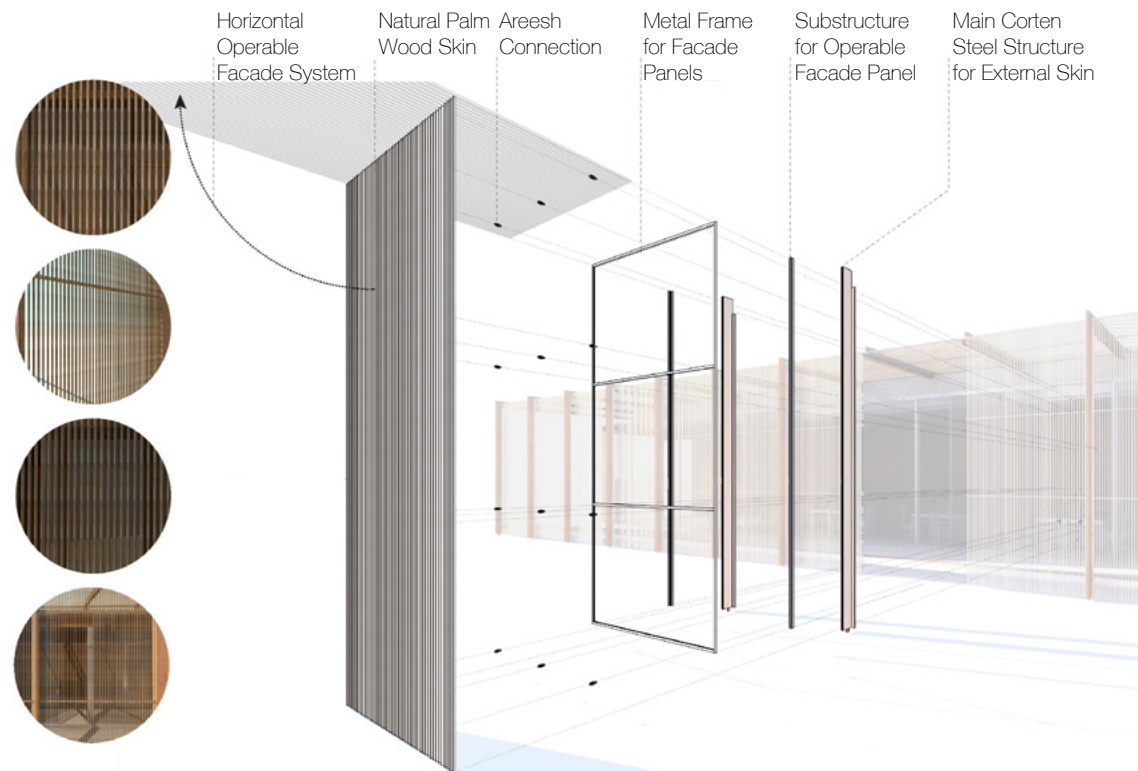 Horizontal
Operable
Facade System
Natural Palm
Wood Skin
Areesh
Connection
Metal Frame
for Facade
Panels
Substructure
for Operable
Facade Panel
Main Corten
Steel Structure
for External Skin